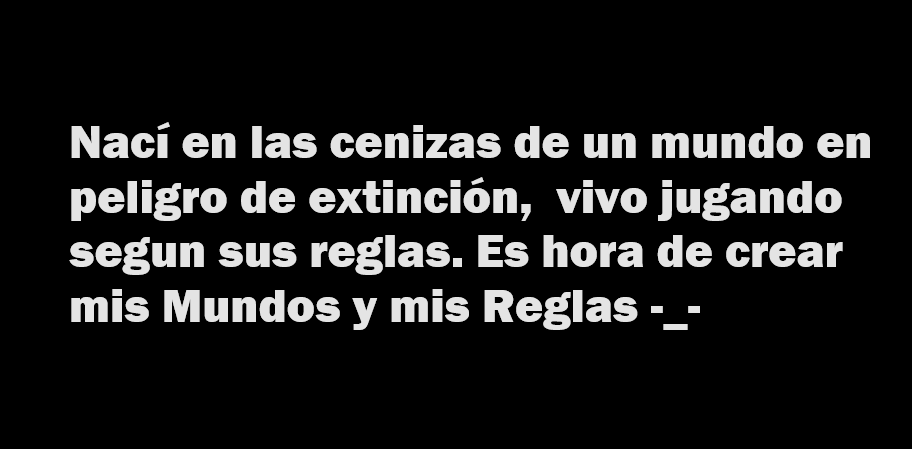 Nací en las cenizas de un mundo en
peligro de extinción,  vivo jugando
segun sus reglas. Es hora de crear
mis Mundos y mis Reglas -_-